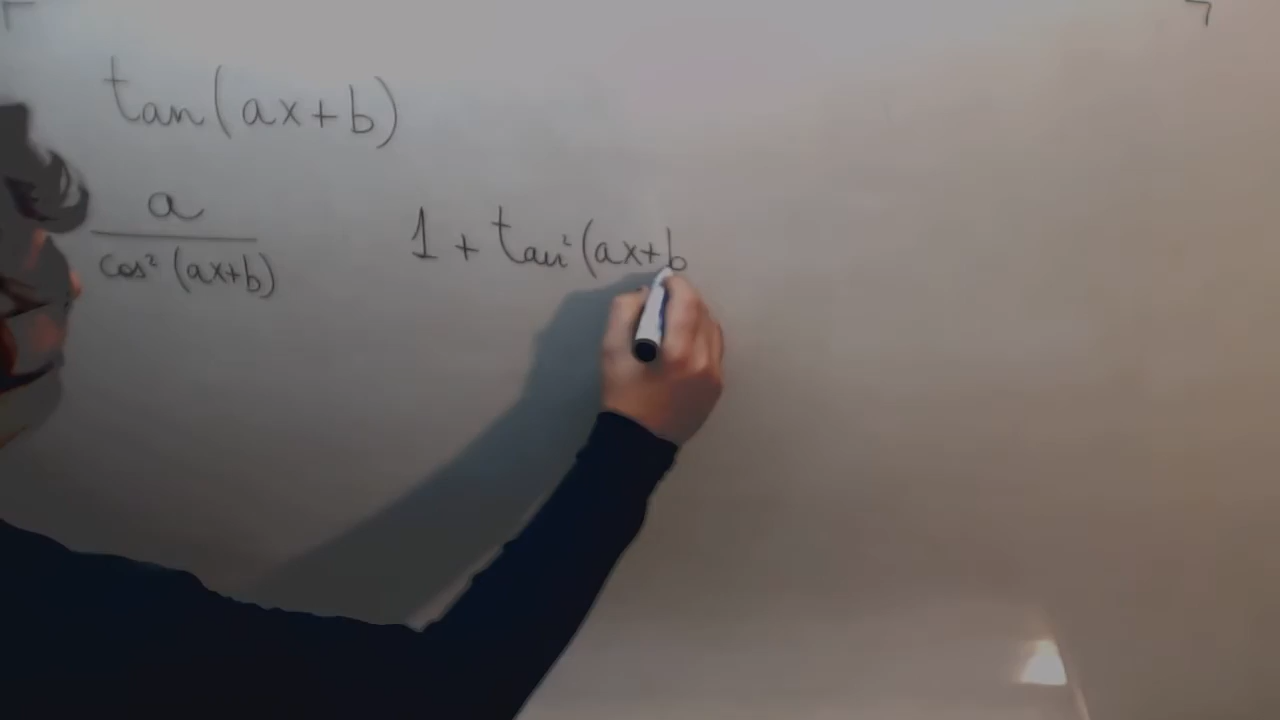 tan(ax+b)
a
cos² (ax+b)
1 + tan² (ax+b